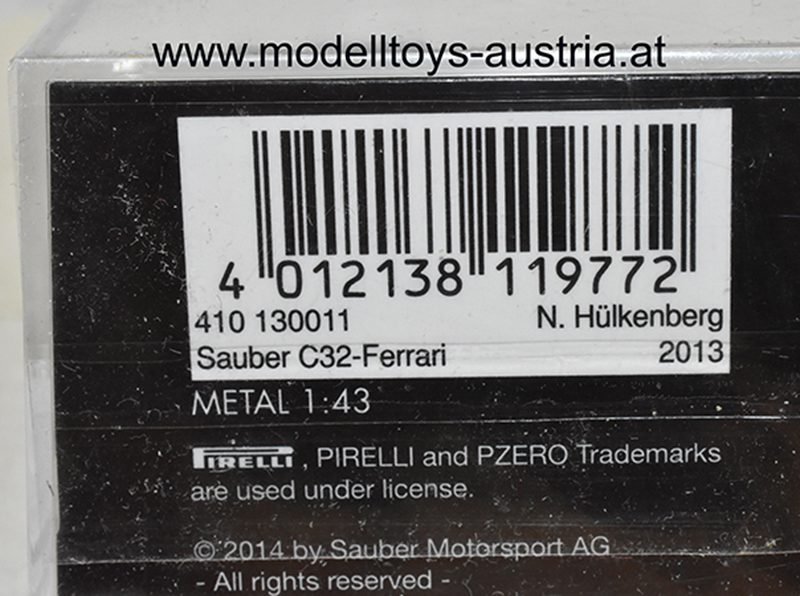 www.modelltoys-austria.at
4 012138 119772
410 130011 N. Hülkenberg
Sauber C32-Ferrari 2013
METAL 1:43
PIRELLI , PIRELLI and PZERO Trademarks
are used under license.
© 2014 by Sauber Motorsport AG
- All rights reserved -